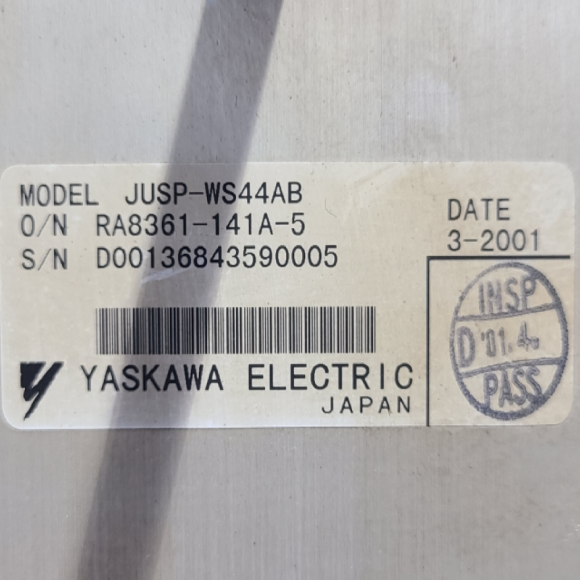 MODEL JUSP-WS44AB
O/N RA8361-141A-5
S/N D00136843590005
DATE
3-2001
INSP
D '01.4.
PASS
YASKAWA ELECTRIC
JAPAN